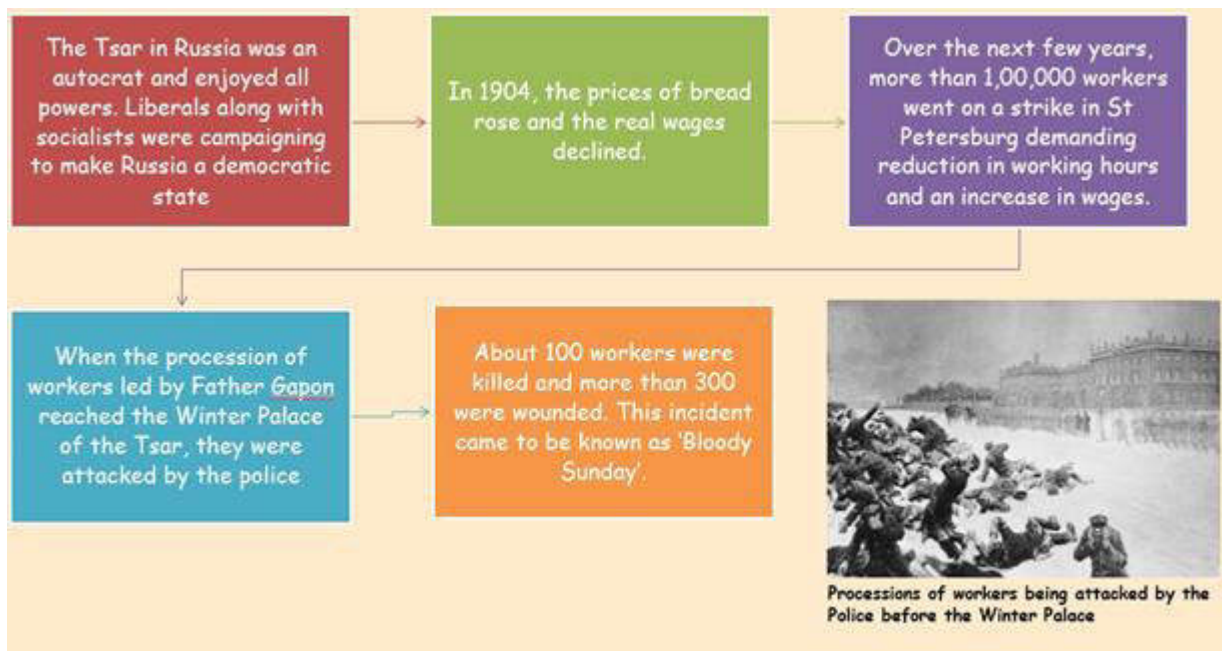 The Tsar in Russia was an
autocrat and enjoyed all
powers. Liberals along with
socialists were campaigning
to make Russia a democratic
state
In 1904, the prices of bread
rose and the real wages
declined.
Over the next few years,
more than 1,00,000 workers
went on a strike in St
Petersburg demanding
reduction in working hours
and an increase in wages.
When the procession of
workers led by Father Gapon
reached the Winter Palace
of the Tsar, they were
attacked by the police
About 100 workers were
killed and more than 300
were wounded. This incident
came to be known as ‘Bloody
Sunday’.
Processions of workers being attacked by the
Police before the Winter Palace